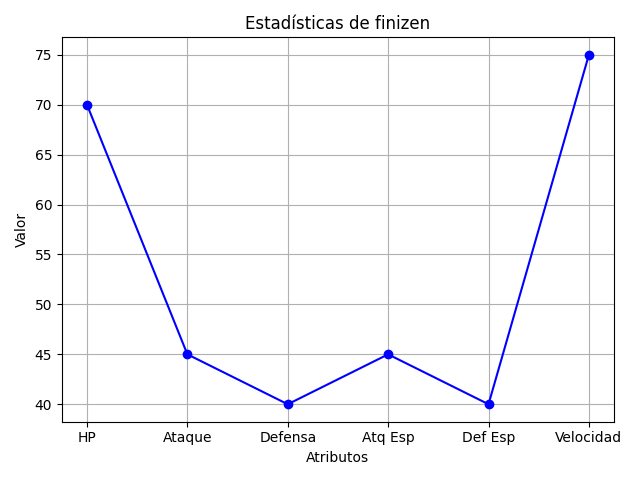 Estadísticas de finizen
Valor
75
70
65
60
55
50
45
40
HP Ataque Defensa Atq Esp Def Esp Velocidad
Atributos